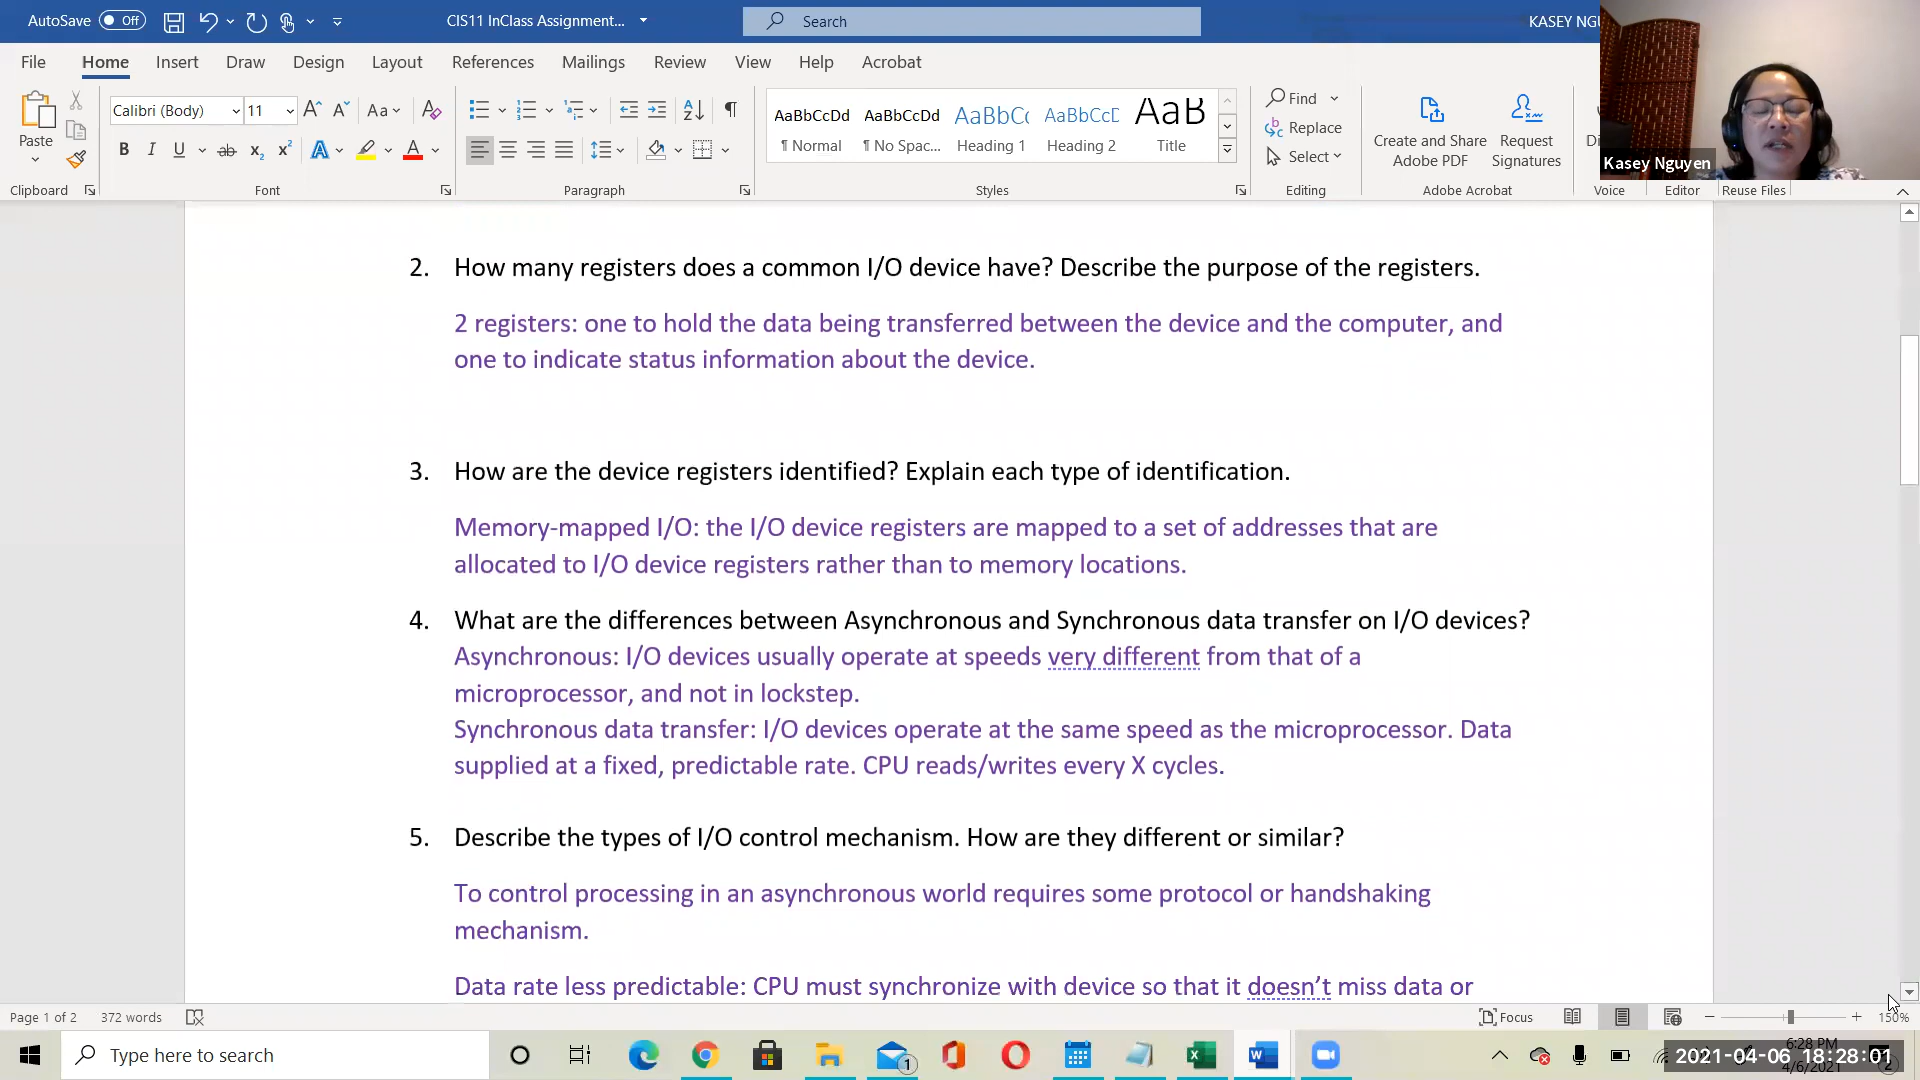 AutoSave Off CIS11 InClass Assignment... Search KASEY NGU
File Home Insert Draw Design Layout References Mailings Review View Help Acrobat
Calibri (Body) 11 Aa
Paste
AaBbCcDd AaBbCcDd AaBbCc AaBbCcD AaB
¶ Normal ¶ No Spac... Heading 1 Heading 2 Title
Find
Replace
Select
Create and Share Adobe PDF
Request Signatures
Di
Kasey Nguyen
Clipboard Font Paragraph Styles Editing Adobe Acrobat Voice Editor Reuse Files
2. How many registers does a common I/O device have? Describe the purpose of the registers.
2 registers: one to hold the data being transferred between the device and the computer, and
one to indicate status information about the device.
3. How are the device registers identified? Explain each type of identification.
Memory-mapped I/O: the I/O device registers are mapped to a set of addresses that are
allocated to I/O device registers rather than to memory locations.
4. What are the differences between Asynchronous and Synchronous data transfer on I/O devices?
Asynchronous: I/O devices usually operate at speeds very different from that of a
microprocessor, and not in lockstep.
Synchronous data transfer: I/O devices operate at the same speed as the microprocessor. Data
supplied at a fixed, predictable rate. CPU reads/writes every X cycles.
5. Describe the types of I/O control mechanism. How are they different or similar?
To control processing in an asynchronous world requires some protocol or handshaking
mechanism.
Data rate less predictable: CPU must synchronize with device so that it doesn't miss data or
Page 1 of 2 372 words Focus 150%
Type here to search
6:28 PM
2021-04-06 18:28:01
4/6/2021